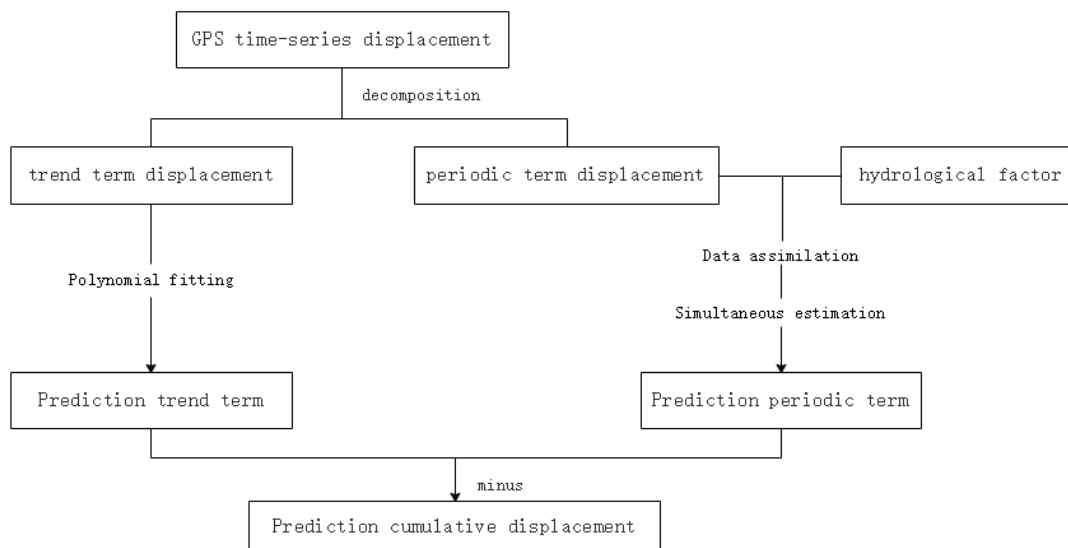 GPS time-series displacement
decomposition
trend term displacement
periodic term displacement
hydrological factor
Polynomial fitting
Data assimilation
Simultaneous estimation
Prediction trend term
Prediction periodic term
minus
Prediction cumulative displacement